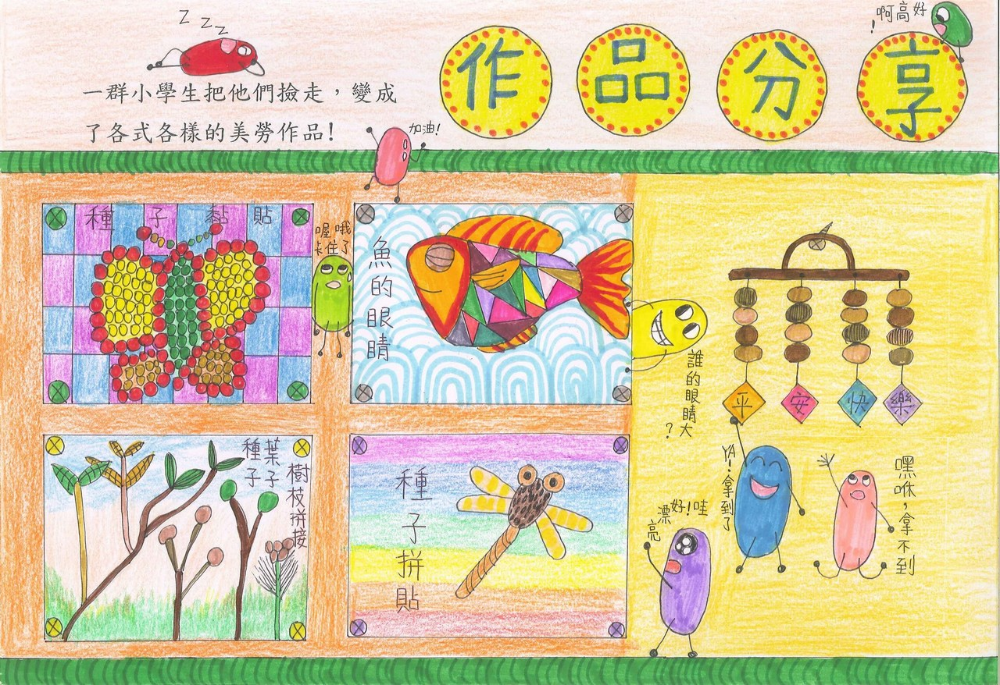 作品分享
啊好高!
Zzz
一群小學生把他們撿走，變成
了各式各樣的美勞作品!
加油!
種子黏貼
喔哦
卡住了
魚的眼睛
誰的眼睛大
?
平安快樂
葉子
種子
樹枝拼接
種子拼貼
哇!好漂亮
YA!拿到了
嘿咻，拿不到